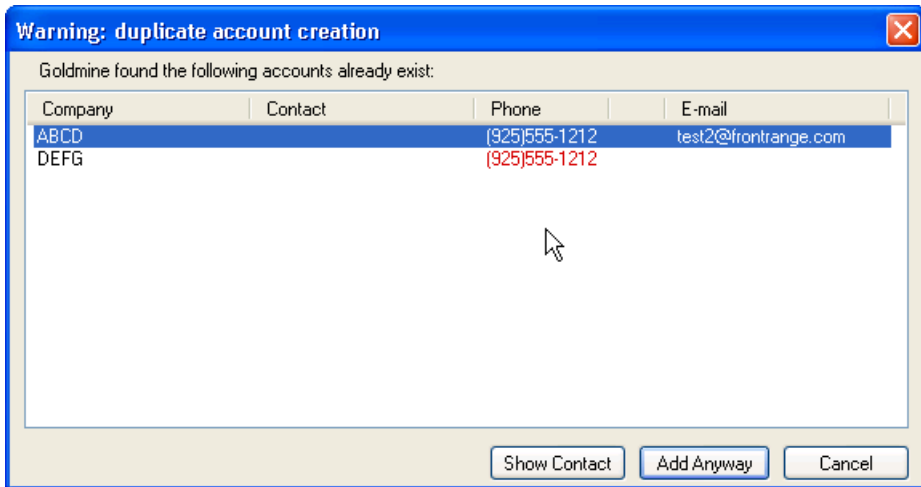 Warning: duplicate account creation
Goldmine found the following accounts already exist:
Company Contact Phone E-mail
ABCD (925)555-1212 test2@frontrange.com
DEFG (925)555-1212
Show Contact Add Anyway Cancel